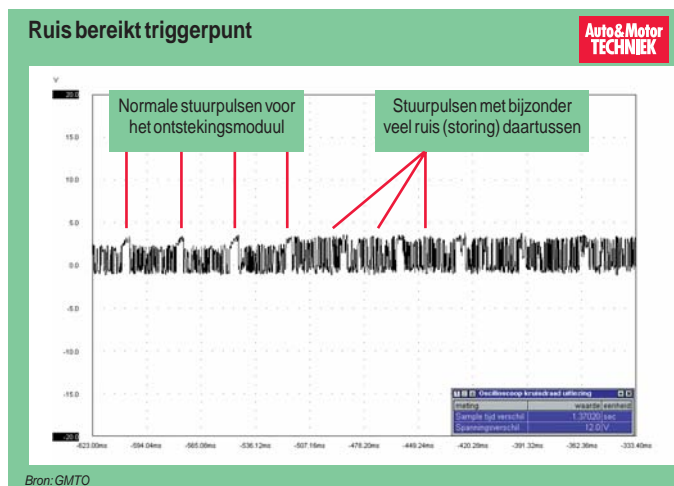 Ruis bereikt triggerpunt
Auto&Motor
TECHNIEK
V
20.0
Normale stuurpulsen voor
het ontstekingsmoduul
Stuurpulsen met bijzonder
veel ruis (storing) daartussen
15.0
10.0
5.0
0.0
-5.0
-10.0
-15.0
-20.0
Oscilloscoop kruisdraad uitlezing
meting waarde eenheid
Sample tijd verschil 1.37020 sec
Spanningsverschil 12.0 V
-623.00ms -594.04ms -565.08ms -536.12ms -507.16ms -478.20ms -449.24ms -420.28ms -391.32ms -362.36ms -333.40ms
Bron: GMTO